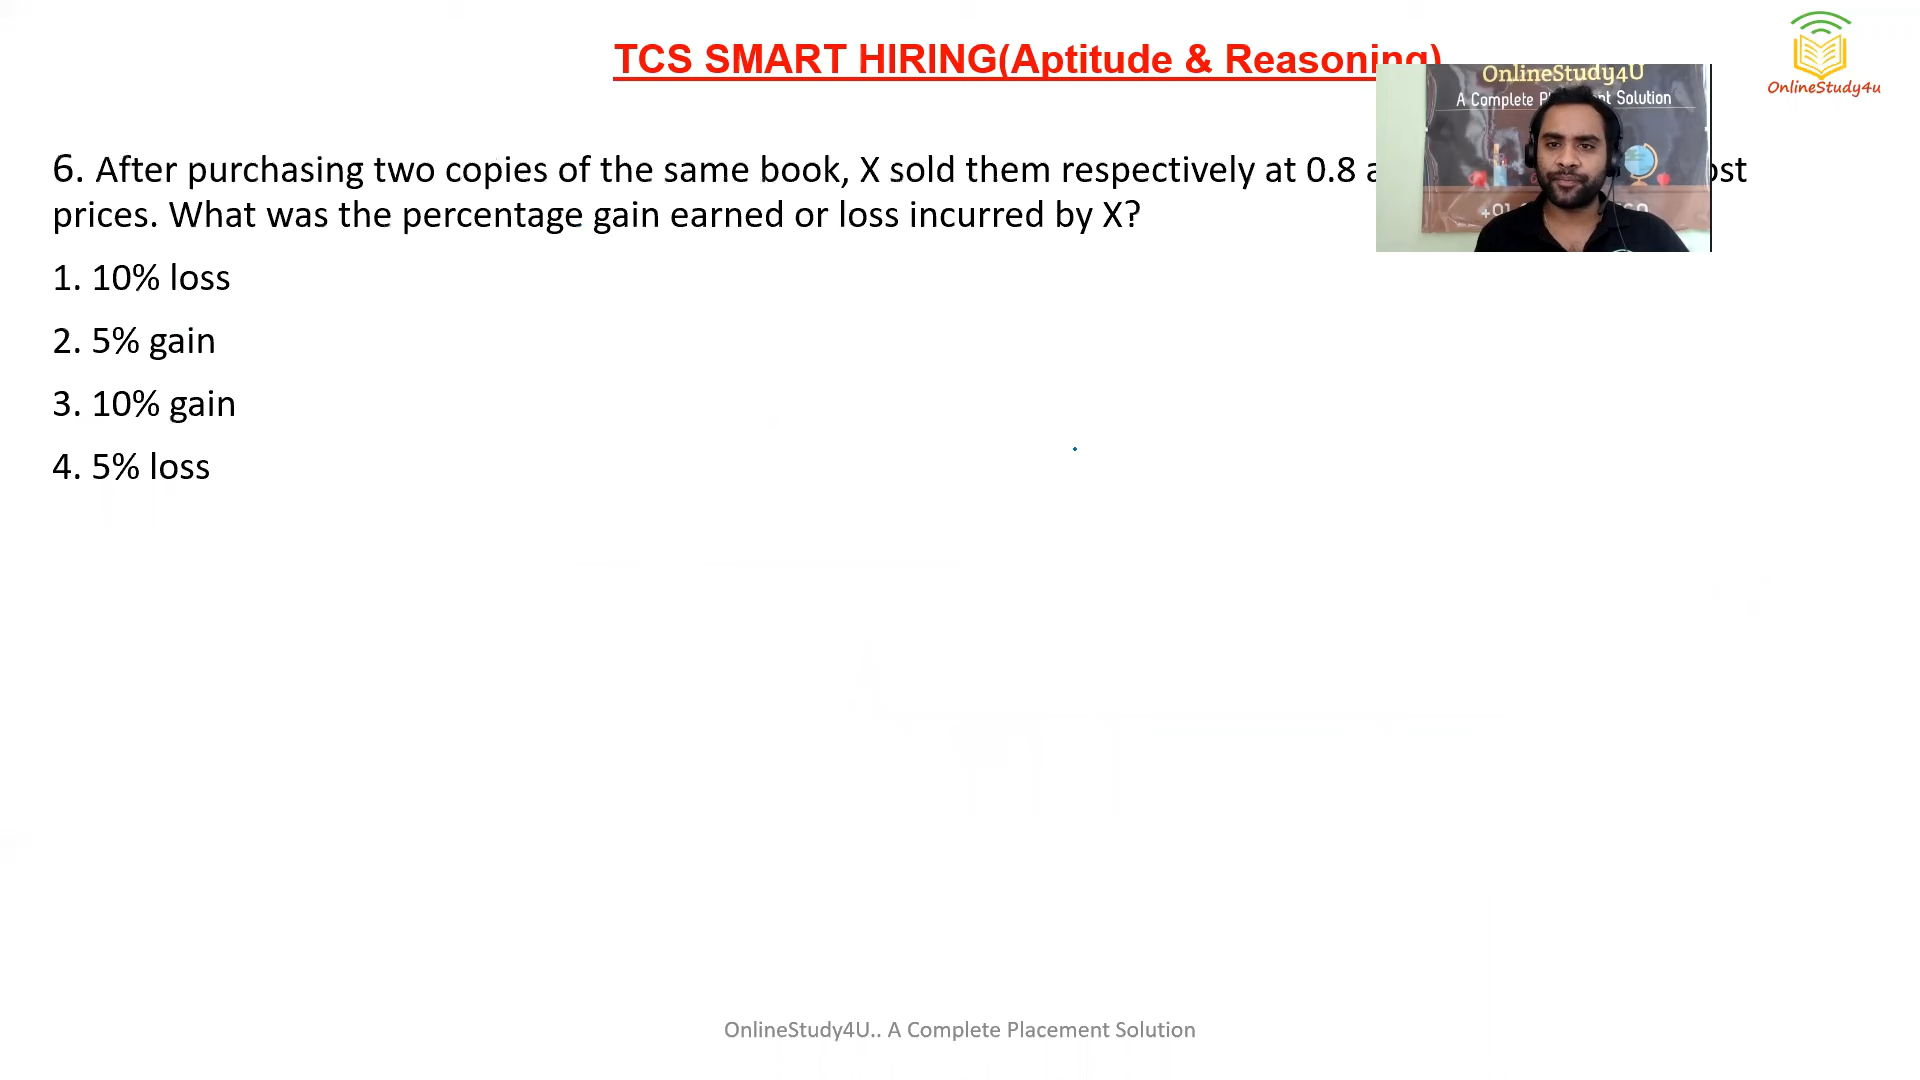 TCS SMART HIRING(Aptitude & Reasoning)
OnlineStudy4U
A Complete Solution
OnlineStudy4u
6. After purchasing two copies of the same book, X sold them respectively at 0.8
prices. What was the percentage gain earned or loss incurred by X?
1. 10% loss
2. 5% gain
3. 10% gain
4. 5% loss
OnlineStudy4U.. A Complete Placement Solution